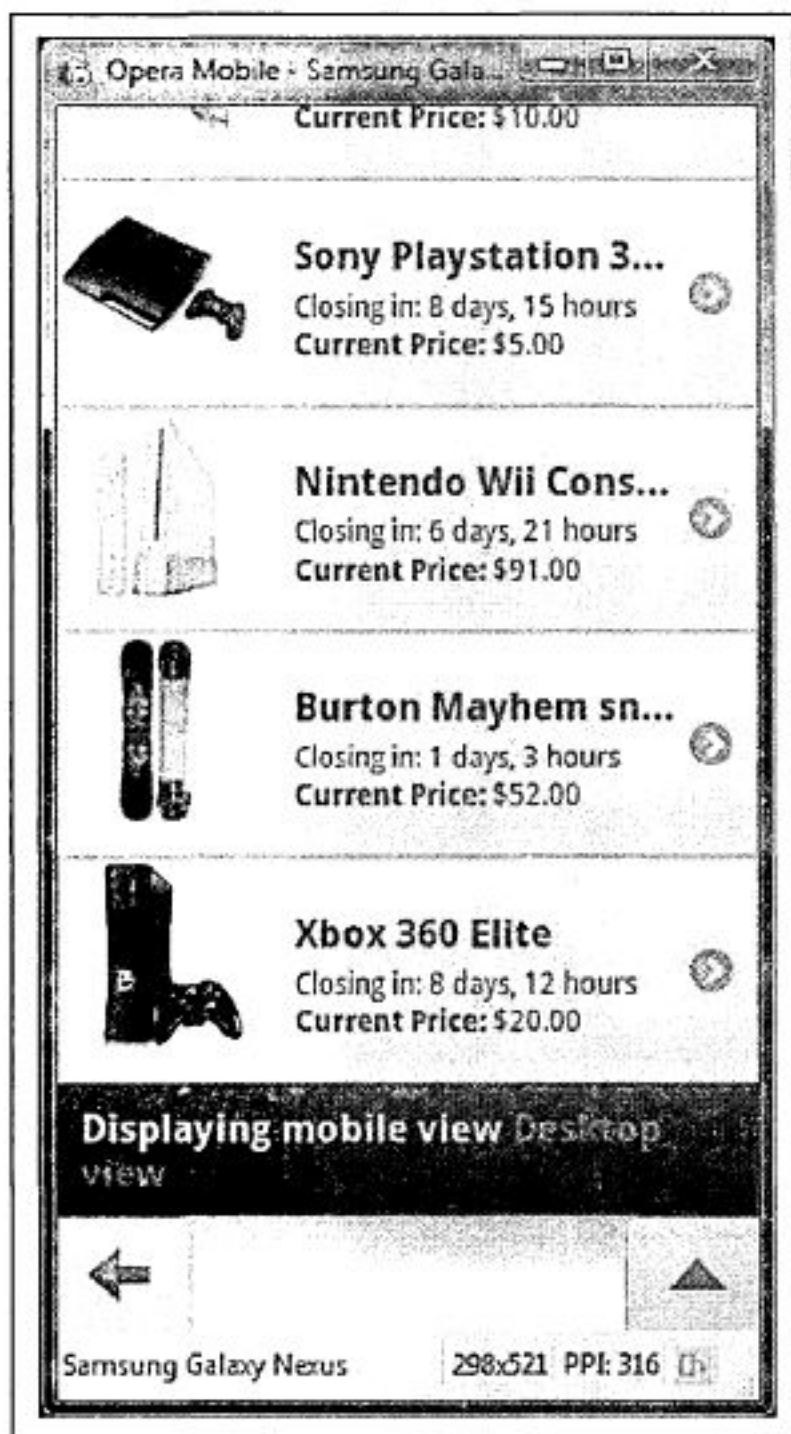 Opera Mobile - Samsung Gala...
Current Price: $10.00
Sony Playstation 3...
Closing in: 8 days, 15 hours
Current Price: $5.00
Nintendo Wii Cons...
Closing in: 6 days, 21 hours
Current Price: $91.00
Burton Mayhem sn...
Closing in: 1 days, 3 hours
Current Price: $52.00
Xbox 360 Elite
Closing in: 8 days, 12 hours
Current Price: $20.00
Displaying mobile view Desktop
view
Samsung Galaxy Nexus 298x521 PPI: 316